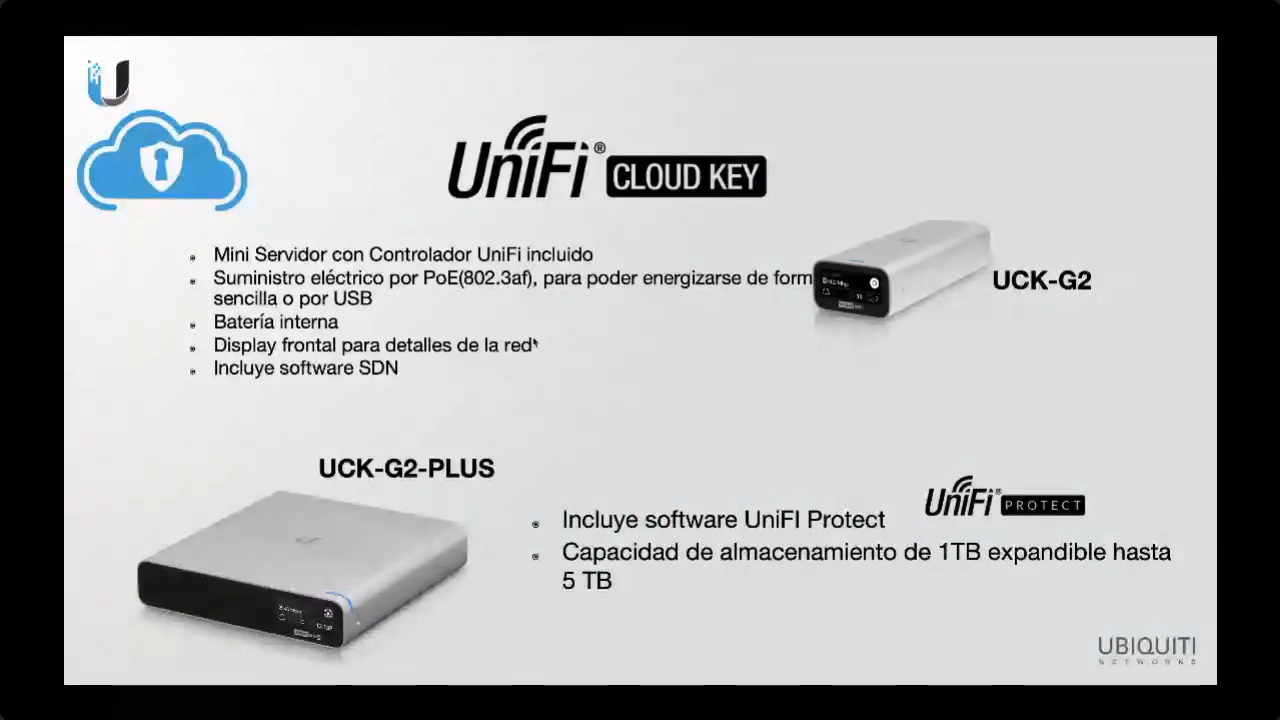 UniFi® CLOUD KEY
Mini Servidor con Controlador UniFi incluido
Suministro eléctrico por PoE(802.3af), para poder energizarse de form
sencilla o por USB
Batería interna
Display frontal para detalles de la red
Incluye software SDN
UCK-G2
UCK-G2-PLUS
UniFi® PROTECT
Incluye software UniFI Protect
Capacidad de almacenamiento de 1TB expandible hasta
5 TB
UBIQUITI
NETWORKS